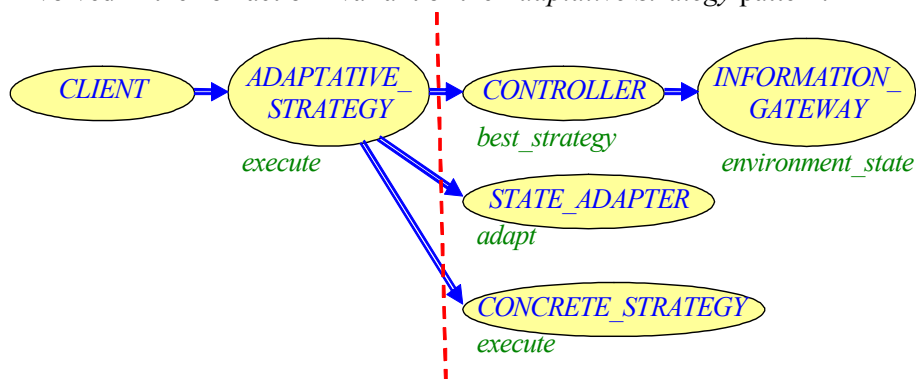 CLIENT
ADAPTATIVE_
STRATEGY
execute
CONTROLLER
best_strategy
INFORMATION_
GATEWAY
environment_state
STATE_ADAPTER
adapt
CONCRETE_STRATEGY
execute